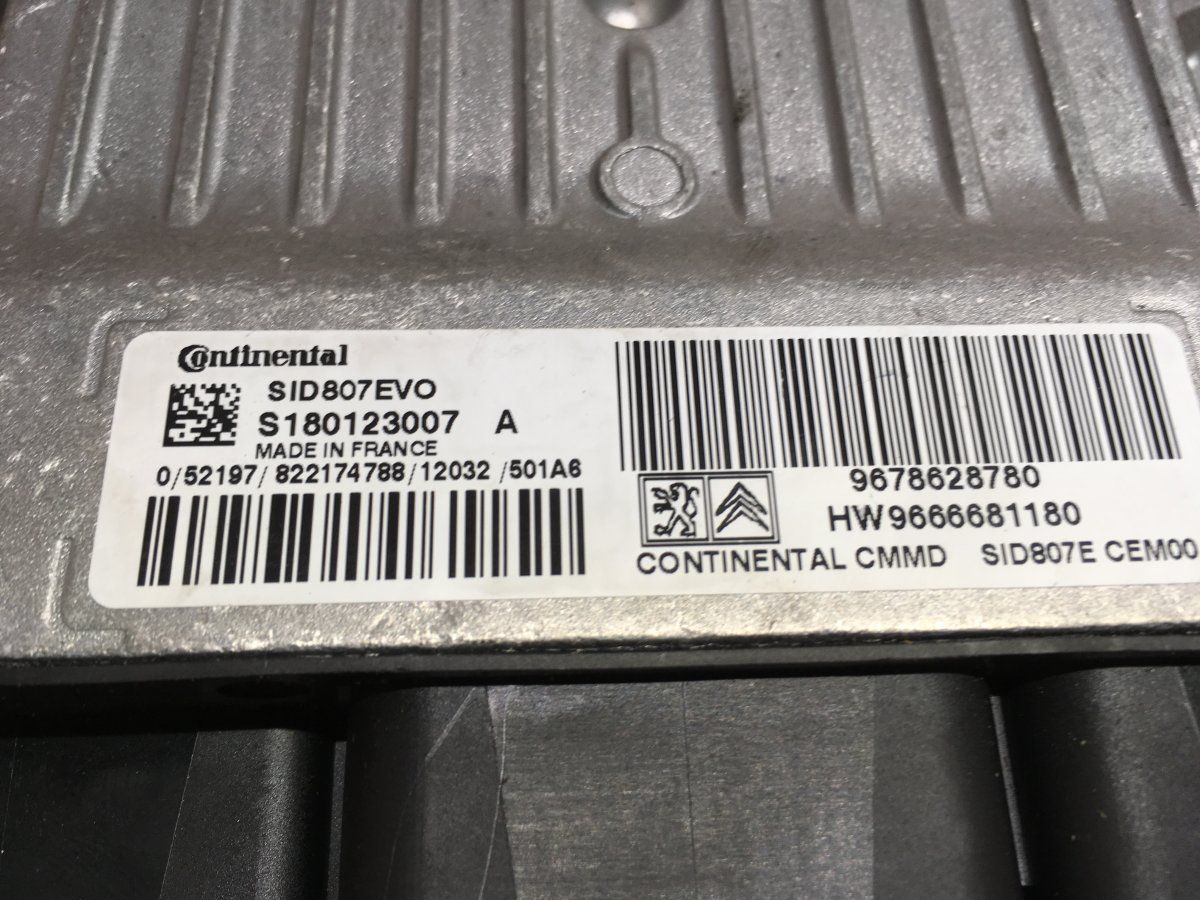 Continental
SID807EVO
S180123007 A
MADE IN FRANCE
0/52197/822174788/12032/501A6
9678628780
HW9666681180
CONTINENTAL CMMD SID807E CEM00